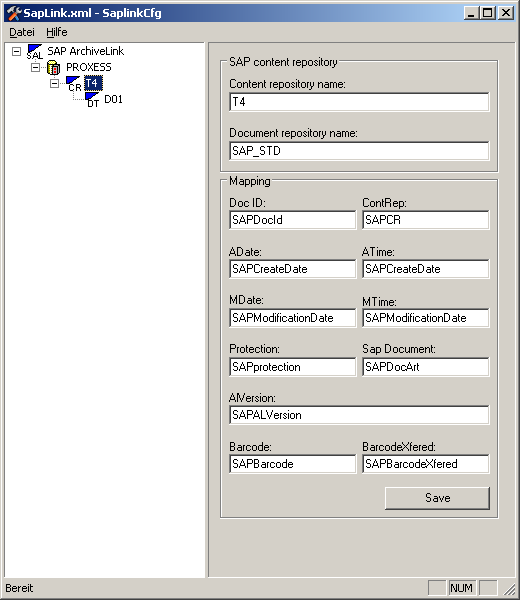 SapLink.xml - SaplinkCfg
Datei Hilfe
SAL SAP ArchiveLink
PROXESS
CR T4
DT D01
SAP content repository
Content repository name:
T4
Document repository name:
SAP_STD
Mapping
Doc ID: ContRep:
SAPDocId SAPCR
ADate: ATime:
SAPCreateDate SAPCreateDate
MDate: MTime:
SAPModificationDate SAPModificationDate
Protection: Sap Document:
SAPprotection SAPDocArt
AlVersion:
SAPALVersion
Barcode: BarcodeXfered:
SAPBarcode SAPBarcodeXfered
Save
Bereit NUM